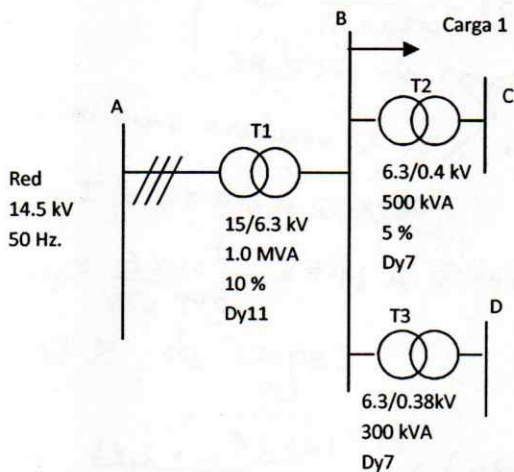 B
Carga 1
T2
C
A
T1
Red
14.5 kV
50 Hz.
6.3/0.4 kV
500 kVA
5 %
Dy7
15/6.3 kV
1.0 MVA
10 %
Dy11
T3
D
6.3/0.38kV
300 kVA
Dy7